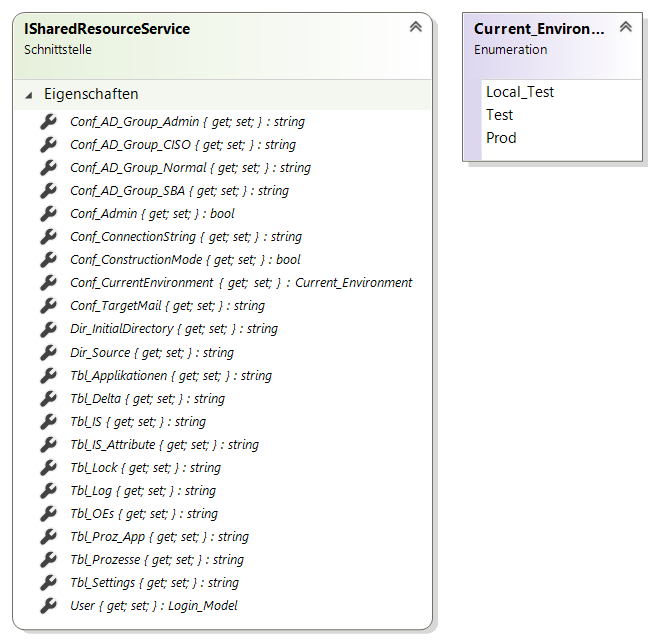 ISharedResourceService
Schnittstelle
Eigenschaften
Conf_AD_Group_Admin { get; set; } : string
Conf_AD_Group_CISO { get; set; } : string
Conf_AD_Group_Normal { get; set; } : string
Conf_AD_Group_SBA { get; set; } : string
Conf_Admin { get; set; } : bool
Conf_ConnectionString { get; set; } : string
Conf_ConstructionMode { get; set; } : bool
Conf_CurrentEnvironment { get; set; } : Current_Environment
Conf_TargetMail { get; set; } : string
Dir_InitialDirectory { get; set; } : string
Dir_Source { get; set; } : string
Tbl_Applikationen { get; set; } : string
Tbl_Delta { get; set; } : string
Tbl_IS { get; set; } : string
Tbl_IS_Attribute { get; set; } : string
Tbl_Lock { get; set; } : string
Tbl_Log { get; set; } : string
Tbl_OEs { get; set; } : string
Tbl_Proz_App { get; set; } : string
Tbl_Prozesse { get; set; } : string
Tbl_Settings { get; set; } : string
User { get; set; } : Login_Model
Current_Environ...
Enumeration
Local_Test
Test
Prod